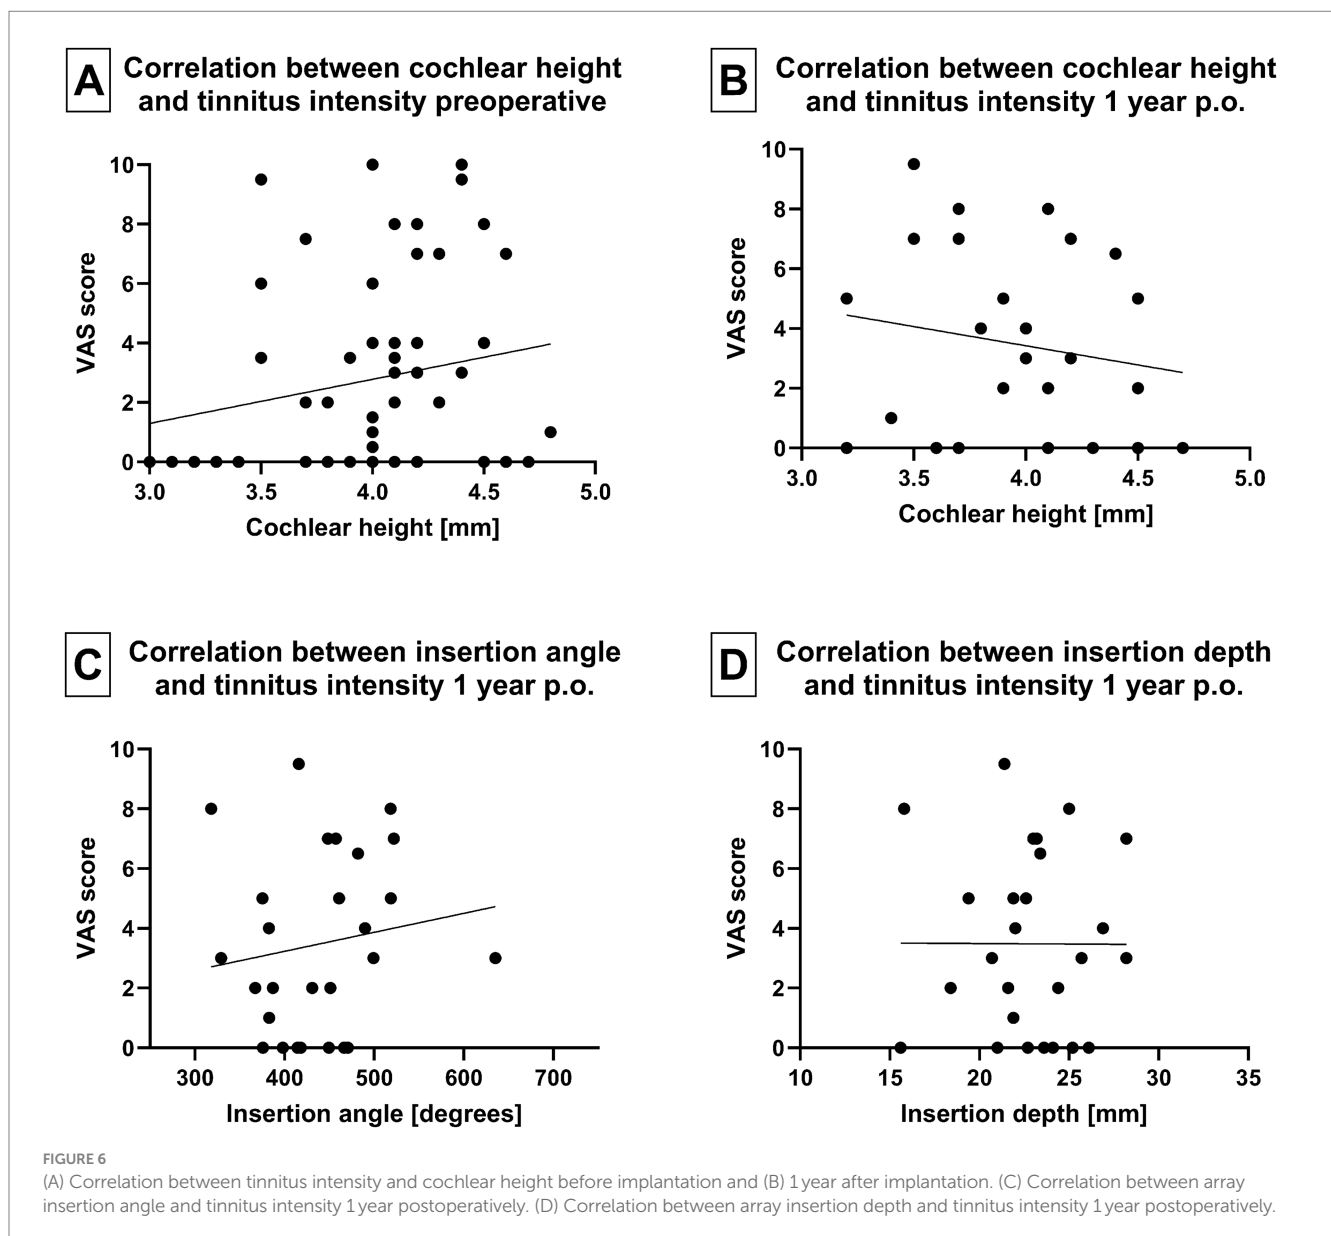 A
Correlation between cochlear height
and tinnitus intensity preoperative
10
8
6
4
2
0
VAS score
3.0 3.5 4.0 4.5 5.0
Cochlear height [mm]
B
Correlation between cochlear height
and tinnitus intensity 1 year p.o.
10
8
6
4
2
0
VAS score
3.0 3.5 4.0 4.5 5.0
Cochlear height [mm]
C
Correlation between insertion angle
and tinnitus intensity 1 year p.o.
10
8
6
4
2
0
VAS score
300 400 500 600 700
Insertion angle [degrees]
D
Correlation between insertion depth
and tinnitus intensity 1 year p.o.
10
8
6
4
2
0
VAS score
10 15 20 25 30 35
Insertion depth [mm]
FIGURE 6
(A) Correlation between tinnitus intensity and cochlear height before implantation and (B) 1 year after implantation. (C) Correlation between array
insertion angle and tinnitus intensity 1 year postoperatively. (D) Correlation between array insertion depth and tinnitus intensity 1 year postoperatively.